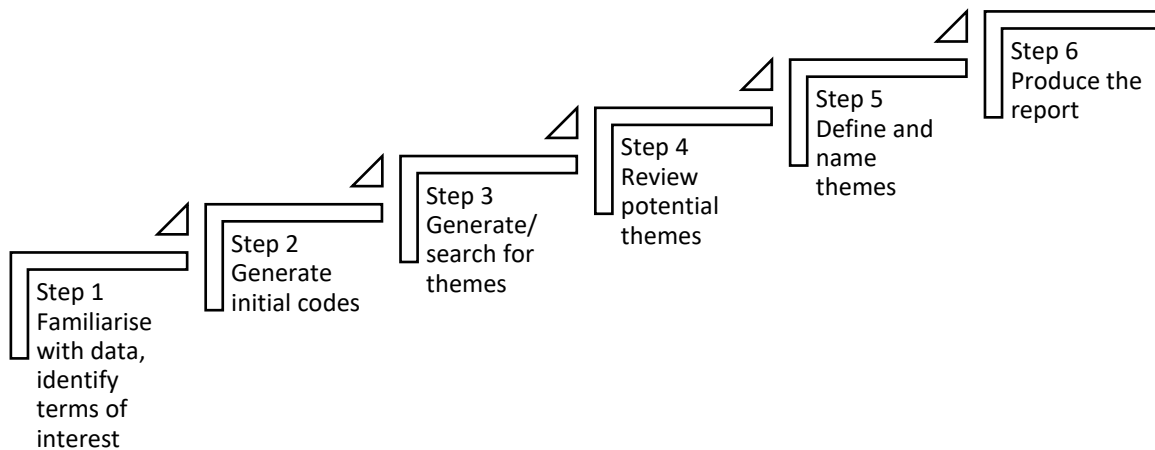 Step 1
Familiarise
with data,
identify
terms of
interest
Step 2
Generate
initial codes
Step 3
Generate/
search for
themes
Step 4
Review
potential
themes
Step 5
Define and
name
themes
Step 6
Produce the
report